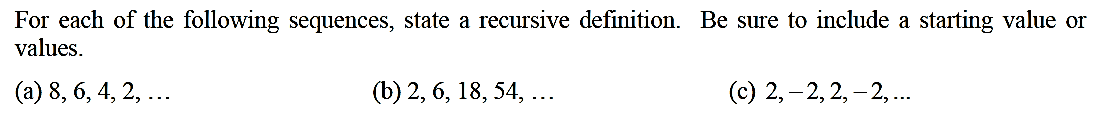 For each of the following sequences, state a recursive definition. Be sure to include a starting value or
values.
(a) 8, 6, 4, 2, … (b) 2, 6, 18, 54, … (c) 2, −2, 2, −2, ...